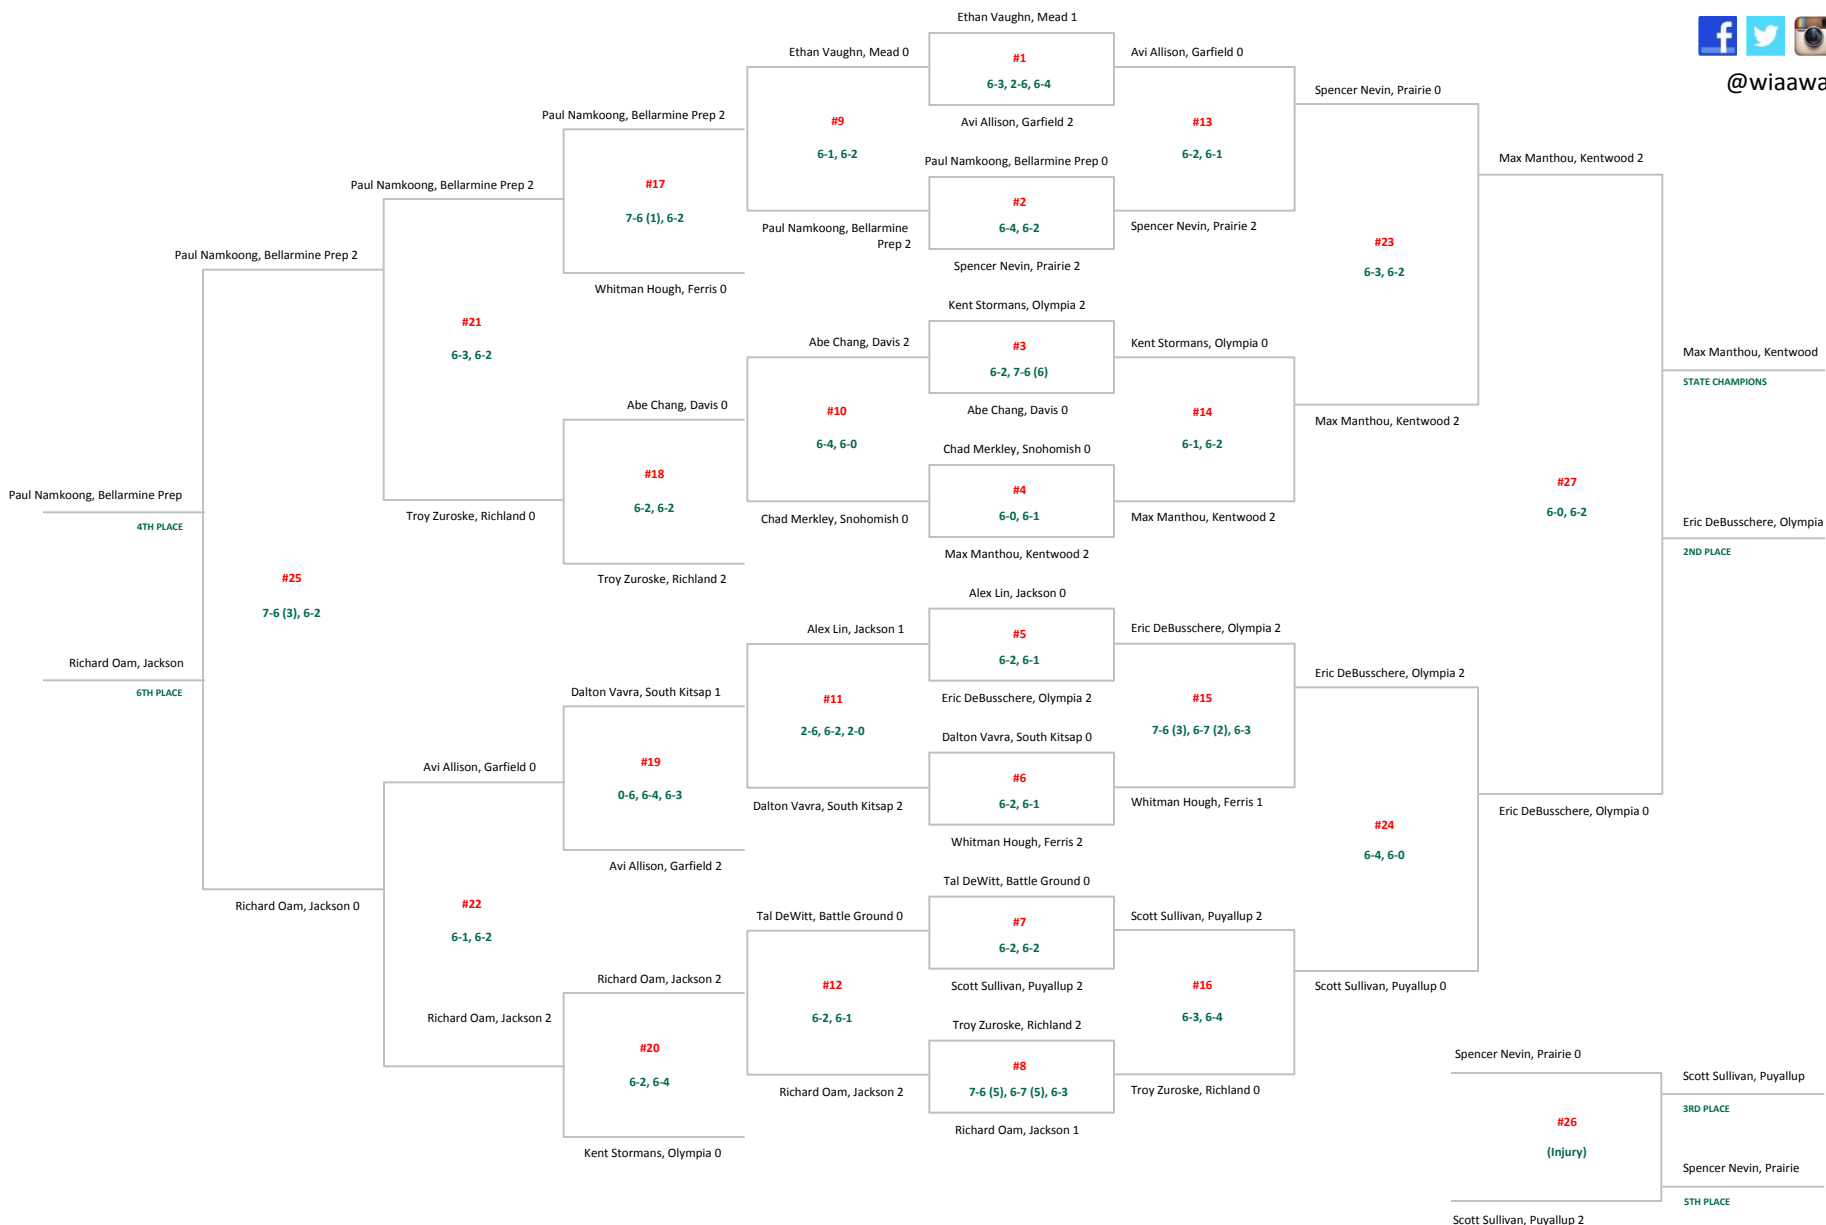 Ethan Vaughn, Mead 1
Ethan Vaughn, Mead 0
#1
Avi Allison, Garfield 0
6-3, 2-6, 6-4
@wiaawa
Spencer Nevin, Prairie 0
Paul Namkoong, Bellarmine Prep 2
#9
Avi Allison, Garfield 2
#13
6-1, 6-2
6-2, 6-1
Paul Namkoong, Bellarmine Prep 0
Max Manthou, Kentwood 2
Paul Namkoong, Bellarmine Prep 2
#17
#2
7-6 (1), 6-2
Paul Namkoong, Bellarmine
Prep 2
6-4, 6-2
Spencer Nevin, Prairie 2
#23
Paul Namkoong, Bellarmine Prep 2
Spencer Nevin, Prairie 2
6-3, 6-2
Whitman Hough, Ferris 0
Kent Stormans, Olympia 2
#21
Abe Chang, Davis 2
#3
Kent Stormans, Olympia 0
6-3, 6-2
6-2, 7-6 (6)
Max Manthou, Kentwood
STATE CHAMPIONS
Abe Chang, Davis 0
#10
Abe Chang, Davis 0
#14
Max Manthou, Kentwood 2
6-4, 6-0
6-1, 6-2
Chad Merkley, Snohomish 0
#18
#4
#27
Paul Namkoong, Bellarmine Prep
4TH PLACE
Troy Zuroske, Richland 0
6-2, 6-2
Chad Merkley, Snohomish 0
6-0, 6-1
Max Manthou, Kentwood 2
6-0, 6-2
Eric DeBusschere, Olympia
2ND PLACE
Max Manthou, Kentwood 2
#25
Troy Zuroske, Richland 2
Alex Lin, Jackson 0
7-6 (3), 6-2
Alex Lin, Jackson 1
#5
Eric DeBusschere, Olympia 2
Richard Oam, Jackson
6TH PLACE
6-2, 6-1
Eric DeBusschere, Olympia 2
Dalton Vavra, South Kitsap 1
#11
Eric DeBusschere, Olympia 2
#15
2-6, 6-2, 2-0
7-6 (3), 6-7 (2), 6-3
Dalton Vavra, South Kitsap 0
Avi Allison, Garfield 0
#19
#6
0-6, 6-4, 6-3
Dalton Vavra, South Kitsap 2
6-2, 6-1
Whitman Hough, Ferris 1
Eric DeBusschere, Olympia 0
#24
Whitman Hough, Ferris 2
6-4, 6-0
Avi Allison, Garfield 2
Tal DeWitt, Battle Ground 0
Richard Oam, Jackson 0
#22
Tal DeWitt, Battle Ground 0
#7
Scott Sullivan, Puyallup 2
6-1, 6-2
6-2, 6-2
Richard Oam, Jackson 2
#12
Scott Sullivan, Puyallup 2
#16
Scott Sullivan, Puyallup 0
Richard Oam, Jackson 2
6-2, 6-1
6-3, 6-4
Troy Zuroske, Richland 2
#20
#8
Spencer Nevin, Prairie 0
6-2, 6-4
Richard Oam, Jackson 2
7-6 (5), 6-7 (5), 6-3
Troy Zuroske, Richland 0
Scott Sullivan, Puyallup
3RD PLACE
Richard Oam, Jackson 1
#26
Kent Stormans, Olympia 0
(Injury)
Spencer Nevin, Prairie
5TH PLACE
Scott Sullivan, Puyallup 2